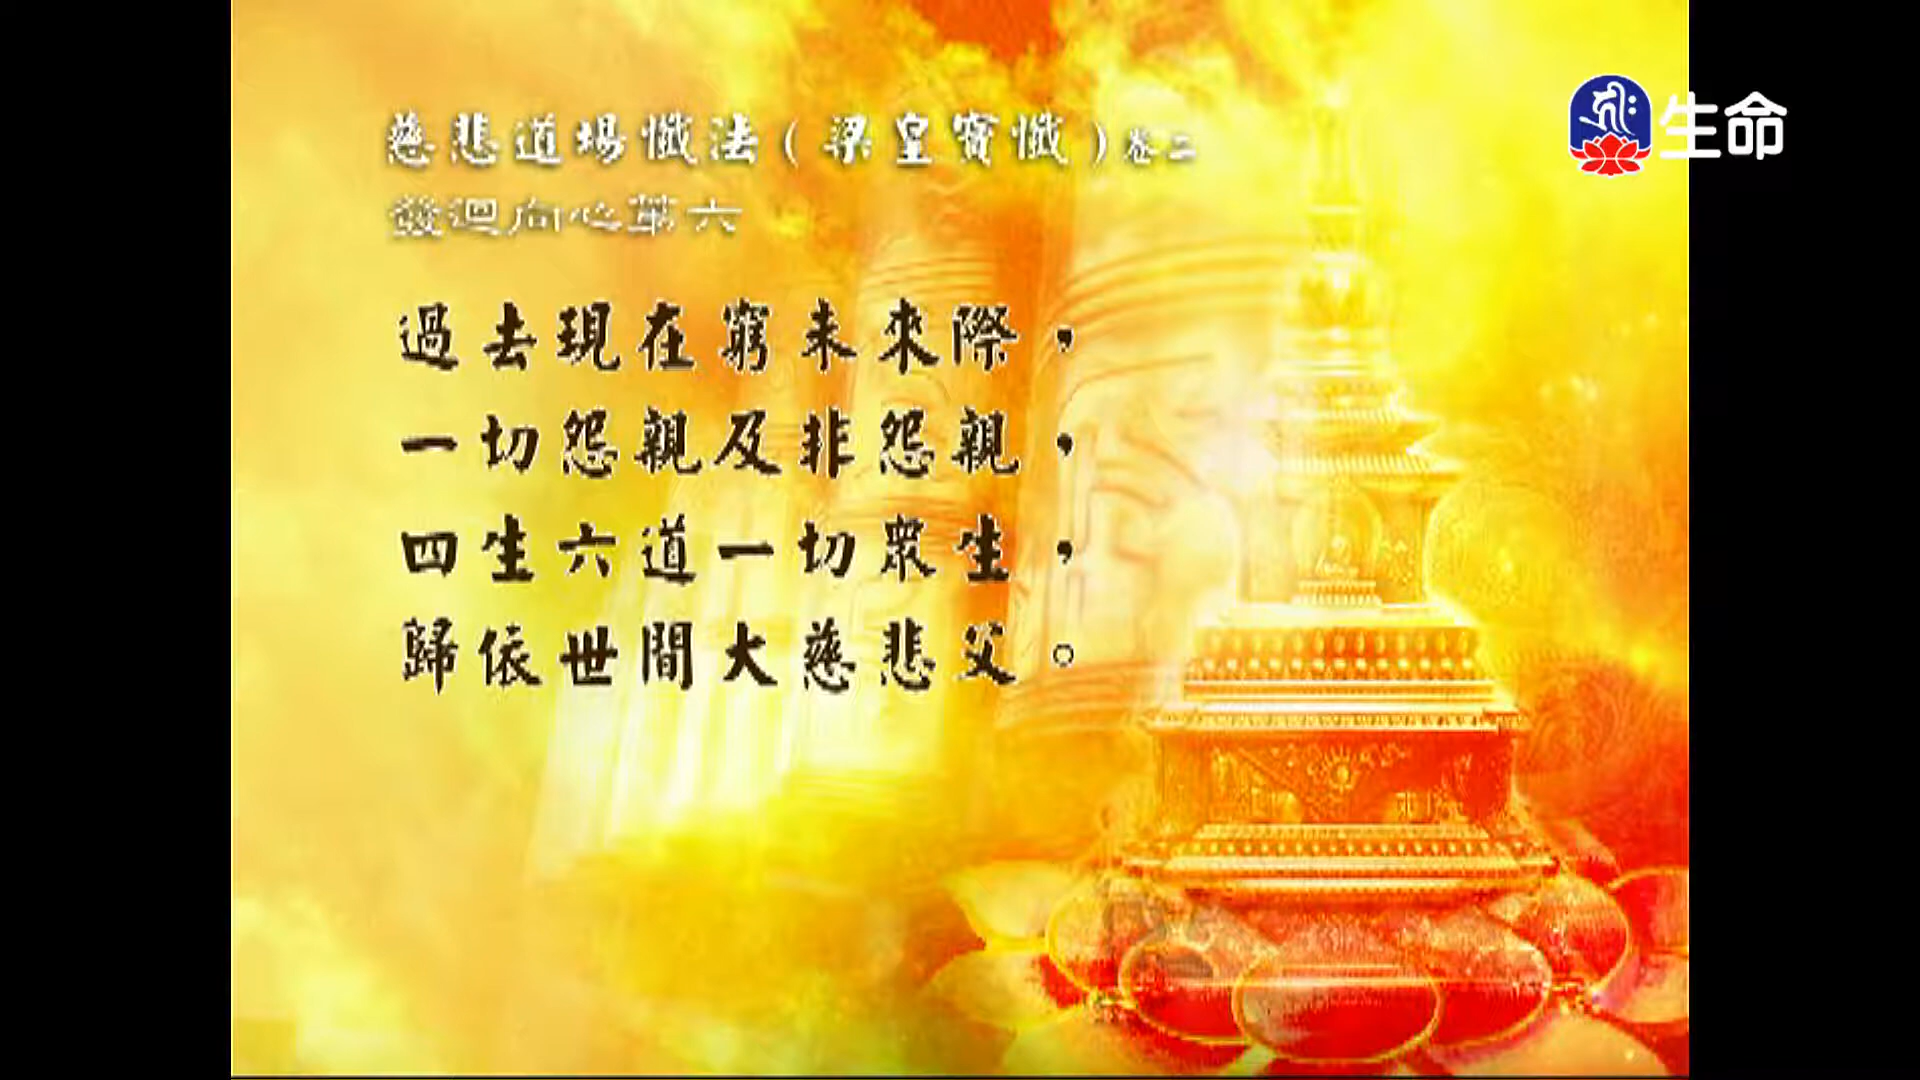 慈悲道場懺法(梁皇寶懺)卷二
發迴向心第六
過去現在窮未來際，
一切怨親及非怨親，
四生六道一切眾生，
歸依世間大慈悲父。
生命